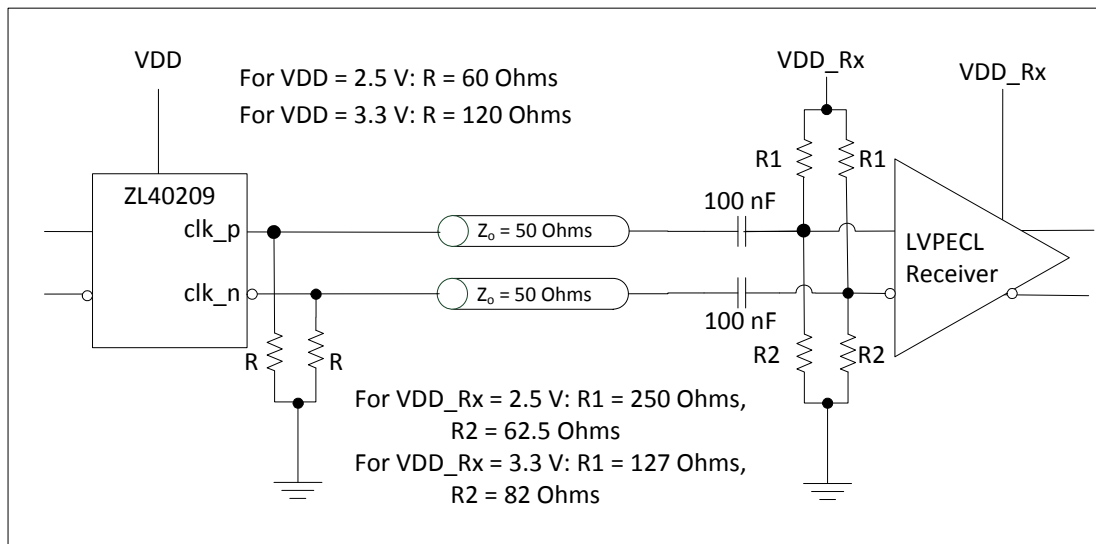 VDD
For VDD = 2.5 V: R = 60 Ohms
For VDD = 3.3 V: R = 120 Ohms
VDD_Rx
VDD_Rx
R1
R1
ZL40209
100 nF
clk_p
Zo = 50 Ohms
LVPECL
Receiver
clk_n
Zo = 50 Ohms
100 nF
R
R
R2
R2
For VDD_Rx = 2.5 V: R1 = 250 Ohms,
R2 = 62.5 Ohms
For VDD_Rx = 3.3 V: R1 = 127 Ohms,
R2 = 82 Ohms